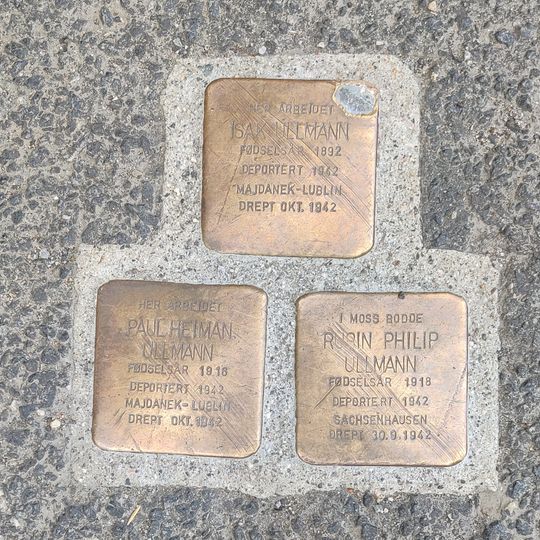 HER ARBEIDET
ISAK ULLMANN
FØDSELSÅR 1892
DEPORTERT 1942
MAJDANEK-LUBLIN
DREPT OKT. 1942
HER ARBEIDET
PAUL HEIMAN
ULLMANN
FØDSELSÅR 1918
DEPORTERT 1942
MAJDANEK-LUBLIN
DREPT OKT. 1942
I MOSS BODDE
RUBIN PHILIP
ULLMANN
FØDSELSÅR 1918
DEPORTERT 1942
SACHSENHAUSEN
DREPT 30.9.1942